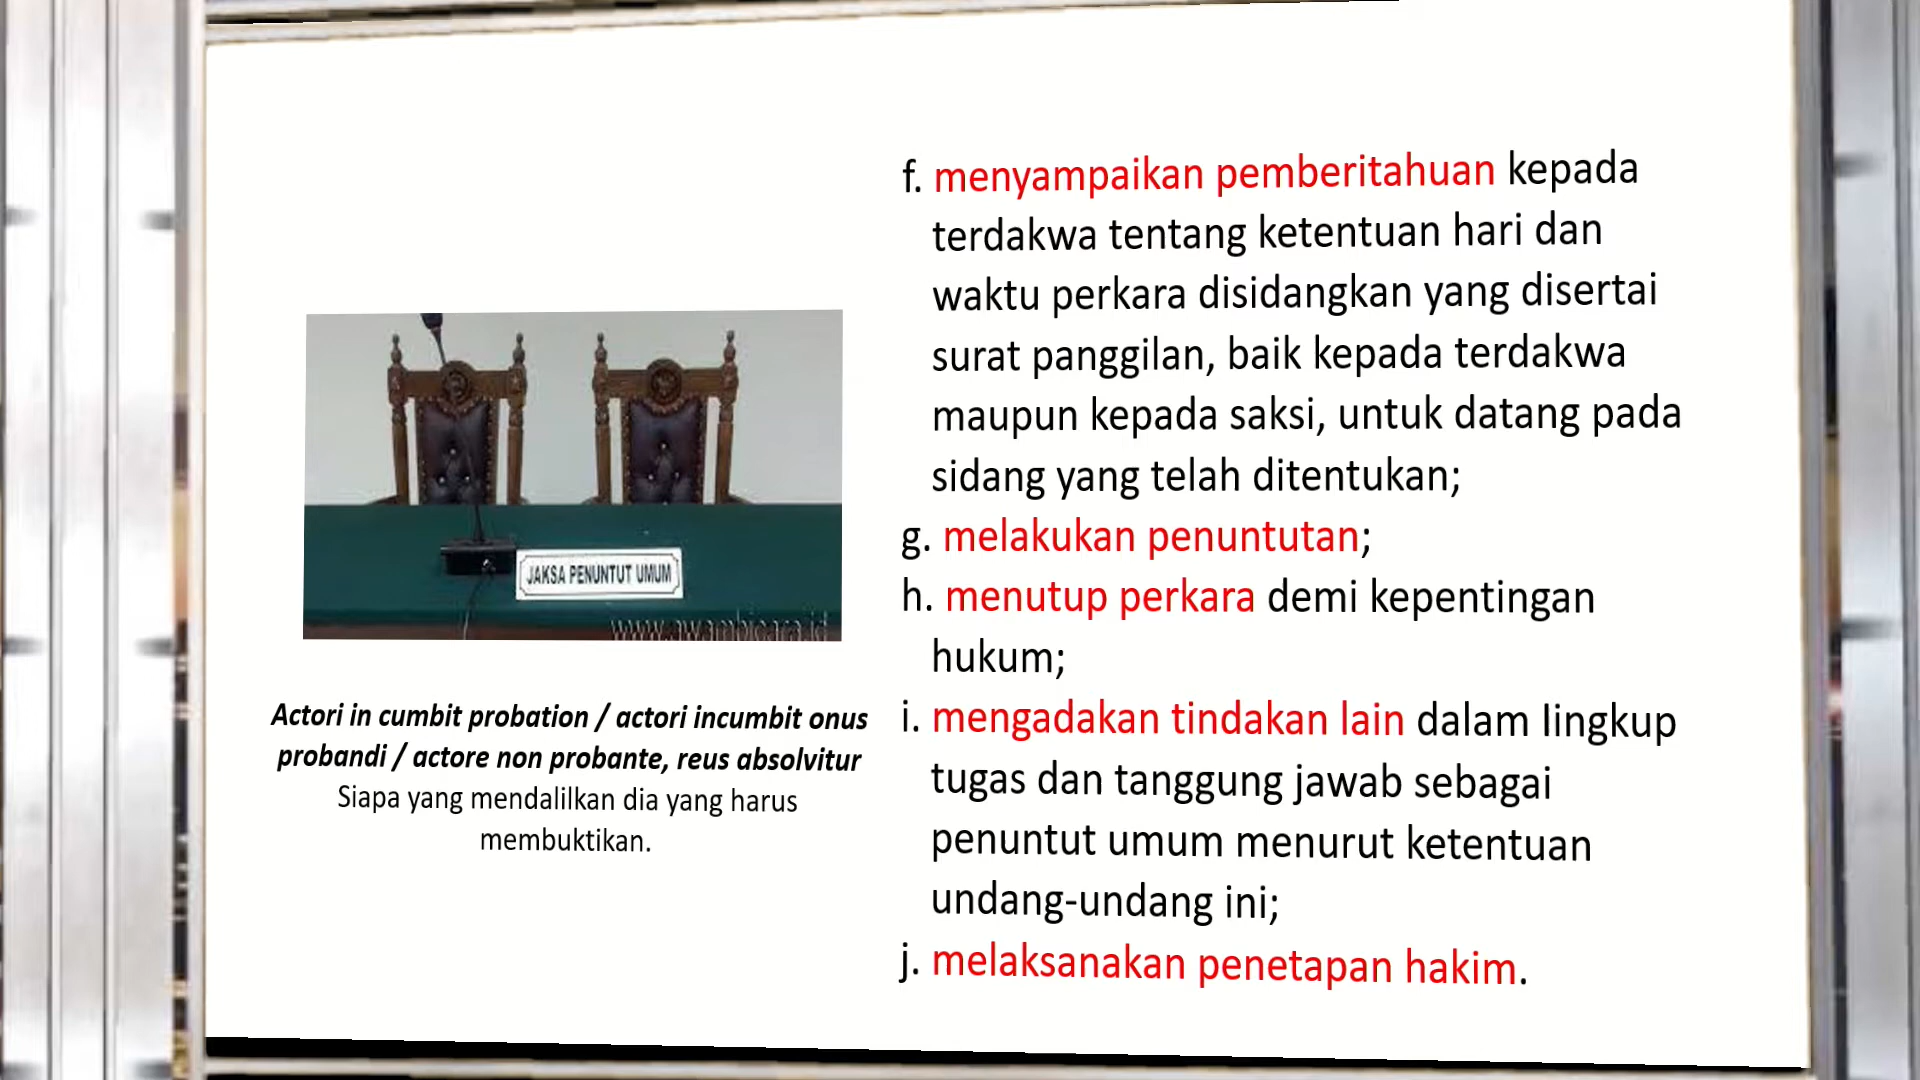 JAKSA PENUNTUT UMUM
www.awambicara.id
Actori in cumbit probation / actori incumbit onus
probandi / actore non probante, reus absolvitur
Siapa yang mendalilkan dia yang harus
membuktikan.
f. menyampaikan pemberitahuan kepada
terdakwa tentang ketentuan hari dan
waktu perkara disidangkan yang disertai
surat panggilan, baik kepada terdakwa
maupun kepada saksi, untuk datang pada
sidang yang telah ditentukan;
g. melakukan penuntutan;
h. menutup perkara demi kepentingan
hukum;
i. mengadakan tindakan lain dalam Iingkup
tugas dan tanggung jawab sebagai
penuntut umum menurut ketentuan
undang-undang ini;
j. melaksanakan penetapan hakim.